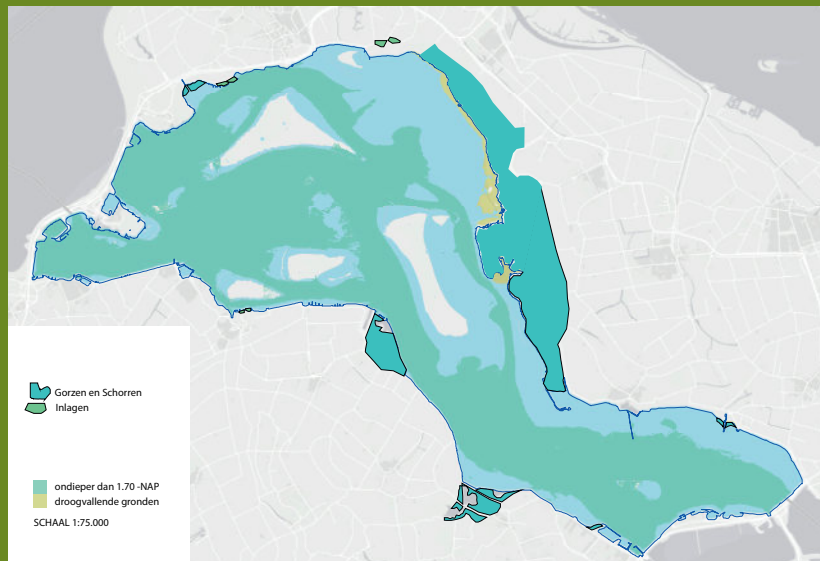 Gorzen en Schorren
Inlagen
ondieper dan 1.70 -NAP
droogvallende gronden
SCHAAL 1:75.000